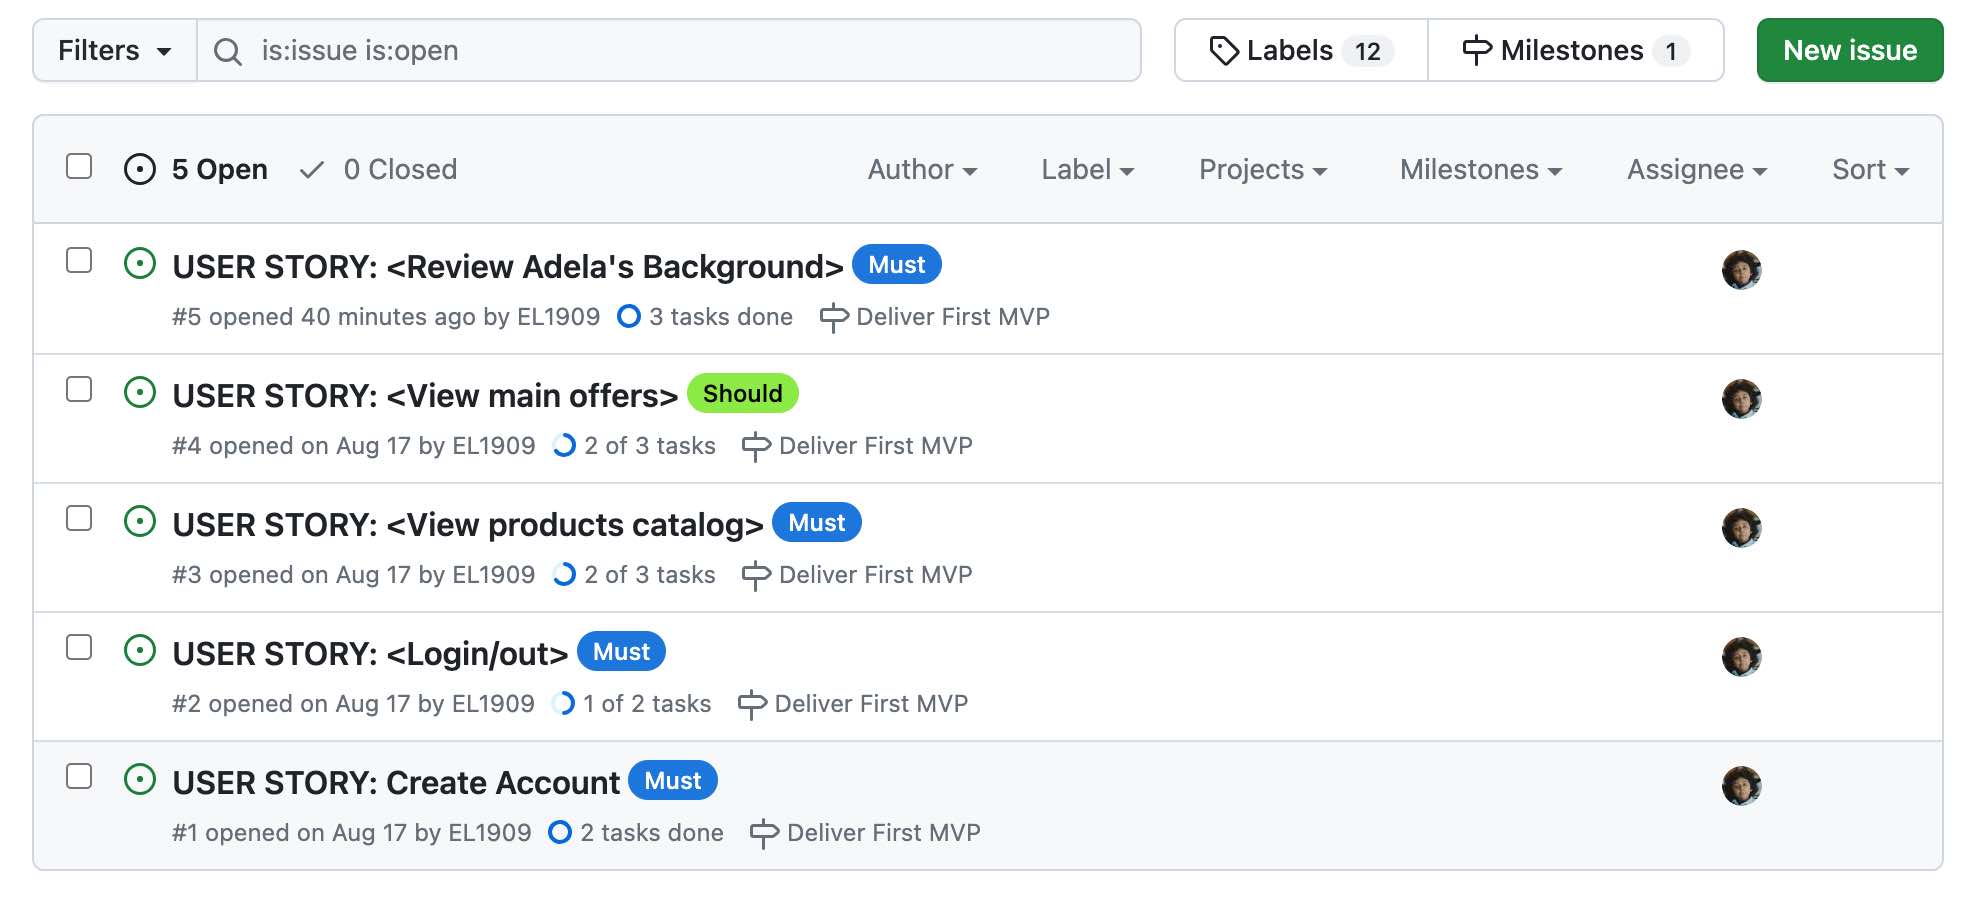 Filters is:issue is:open Labels 12 Milestones 1 New issue
5 Open 0 Closed Author Label Projects Milestones Assignee Sort
USER STORY: <Review Adela's Background> Must
#5 opened 40 minutes ago by EL1909 3 tasks done Deliver First MVP
USER STORY: <View main offers> Should
#4 opened on Aug 17 by EL1909 2 of 3 tasks Deliver First MVP
USER STORY: <View products catalog> Must
#3 opened on Aug 17 by EL1909 2 of 3 tasks Deliver First MVP
USER STORY: <Login/out> Must
#2 opened on Aug 17 by EL1909 1 of 2 tasks Deliver First MVP
USER STORY: Create Account Must
#1 opened on Aug 17 by EL1909 2 tasks done Deliver First MVP